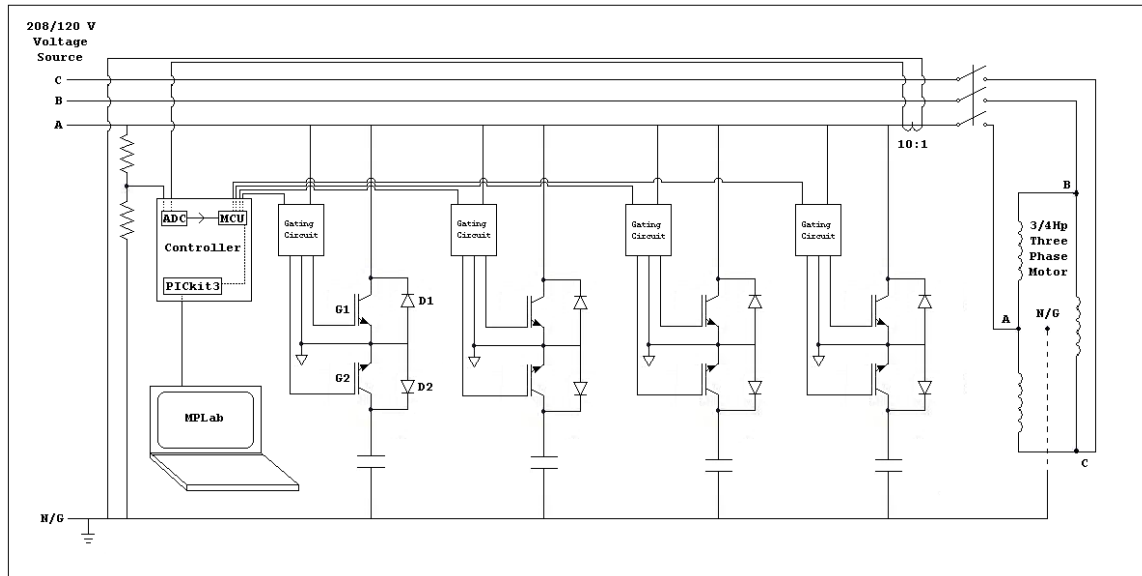 208/120 V
Voltage
Source
C
B
A
10:1
ADC
MCU
Controller
PICkit3
Gating
Circuit
Gating
Circuit
Gating
Circuit
Gating
Circuit
G1
D1
G2
D2
MPLab
B
3/4Hp
Three
Phase
Motor
A
N/G
C
N/G